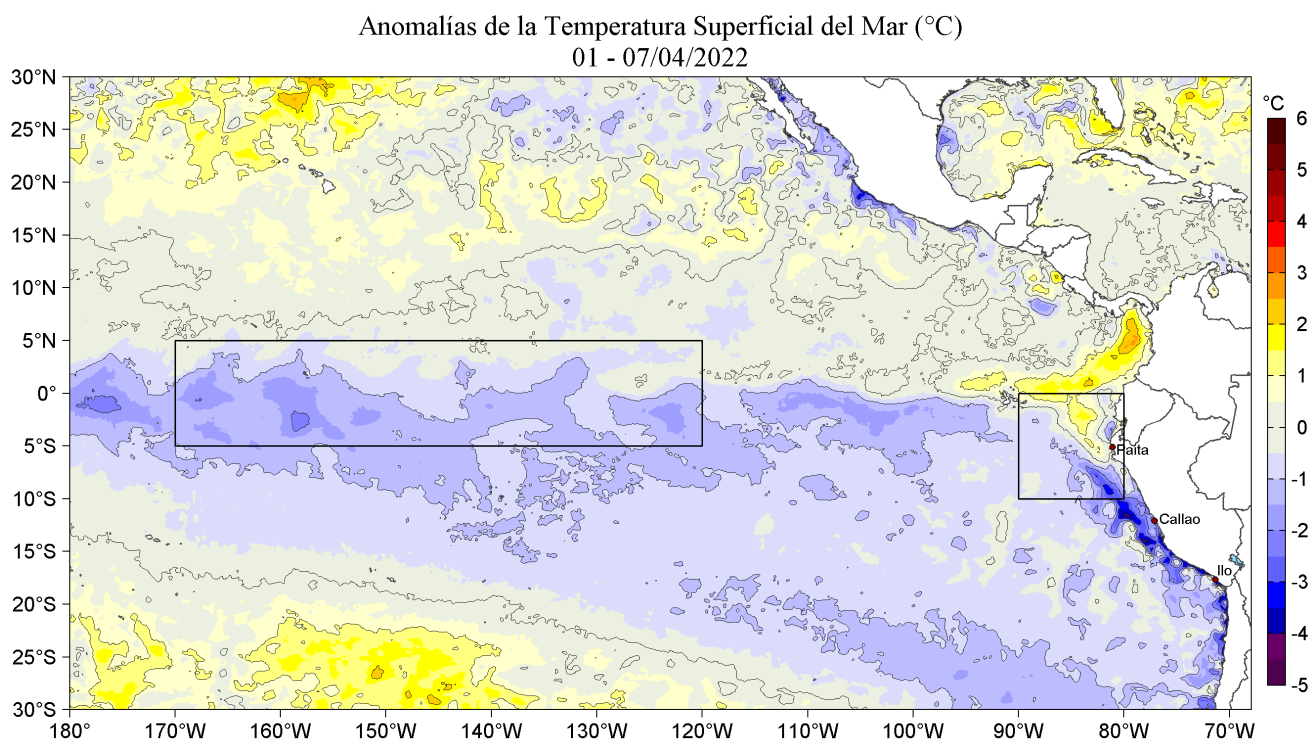 Anomalías de la Temperatura Superficial del Mar (°C)
01 - 07/04/2022
30°N
25°N
20°N
15°N
10°N
5°N
0°
5°S
10°S
15°S
20°S
25°S
30°S
180°
170°W
160°W
150°W
140°W
130°W
120°W
110°W
100°W
90°W
80°W
70°W
Paita
Callao
Ilo
°C
6
5
4
3
2
1
0
-1
-2
-3
-4
-5